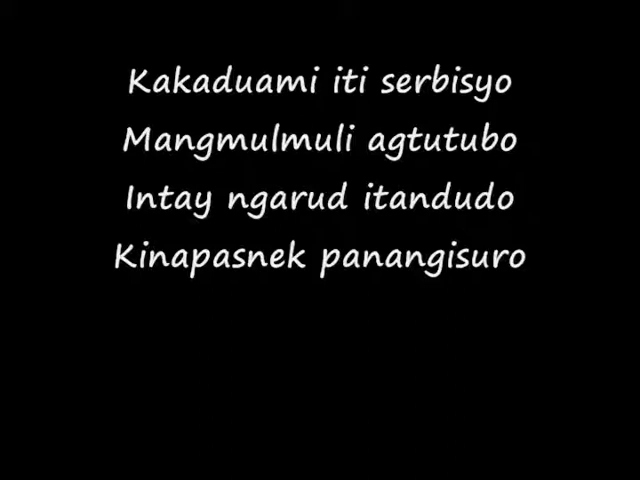 Kakaduami iti serbisyo
Mangmulmuli agtutubo
Intay ngarud itandudo
Kinapasnek panangisuro